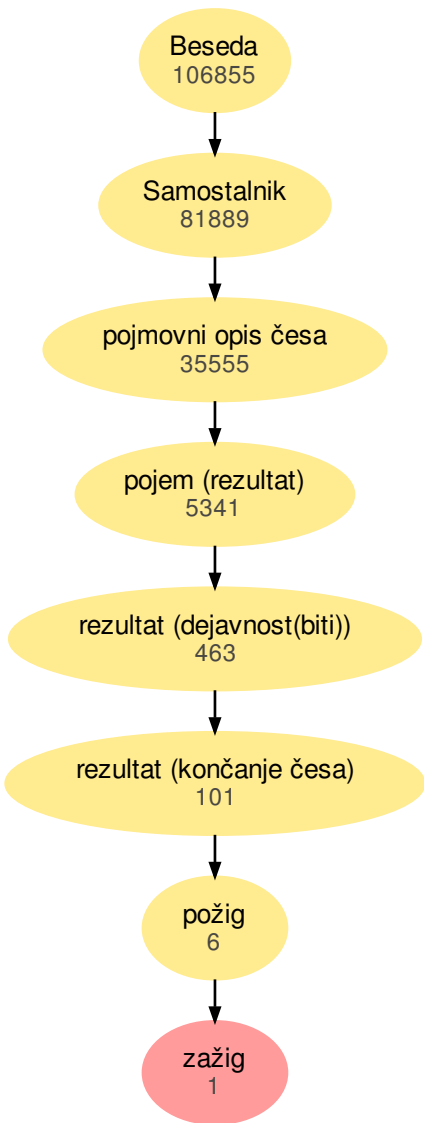 Beseda
106855
Samostalnik
81889
pojmovni opis česa
35555
pojem (rezultat)
5341
rezultat (dejavnost(biti))
463
rezultat (končanje česa)
101
požig
6
zažig
1